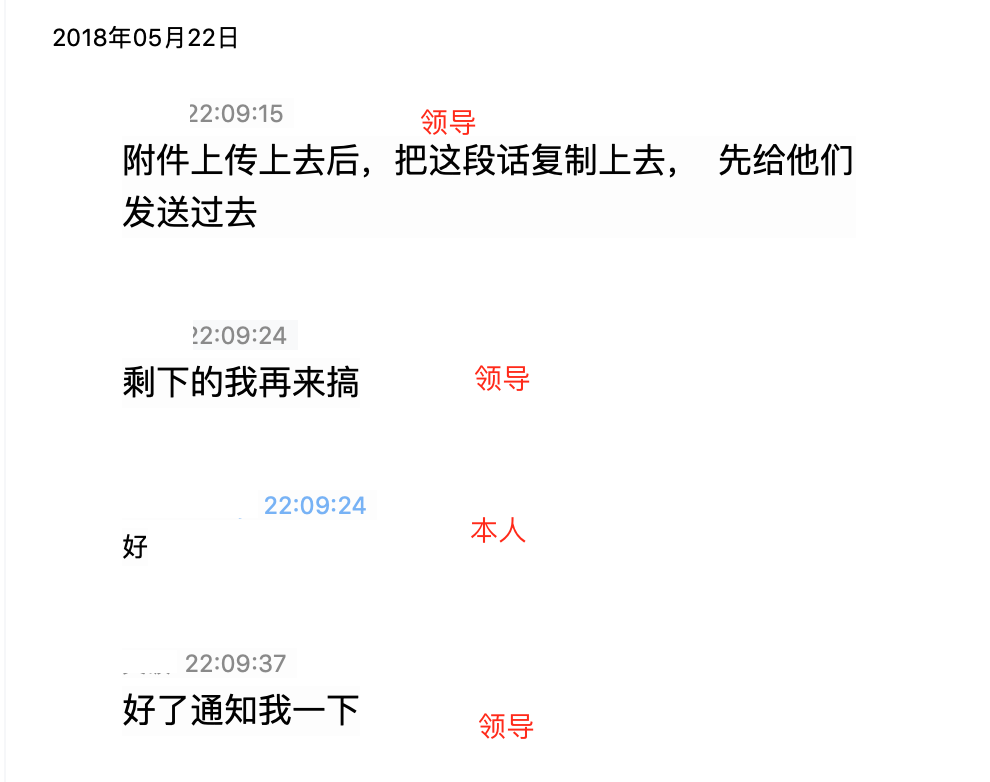 2018年05月22日
22:09:15
领导
附件上传上去后，把这段话复制上去， 先给他们
发送过去
22:09:24
剩下的我再来搞
领导
22:09:24
本人
好
22:09:37
好了通知我一下
领导